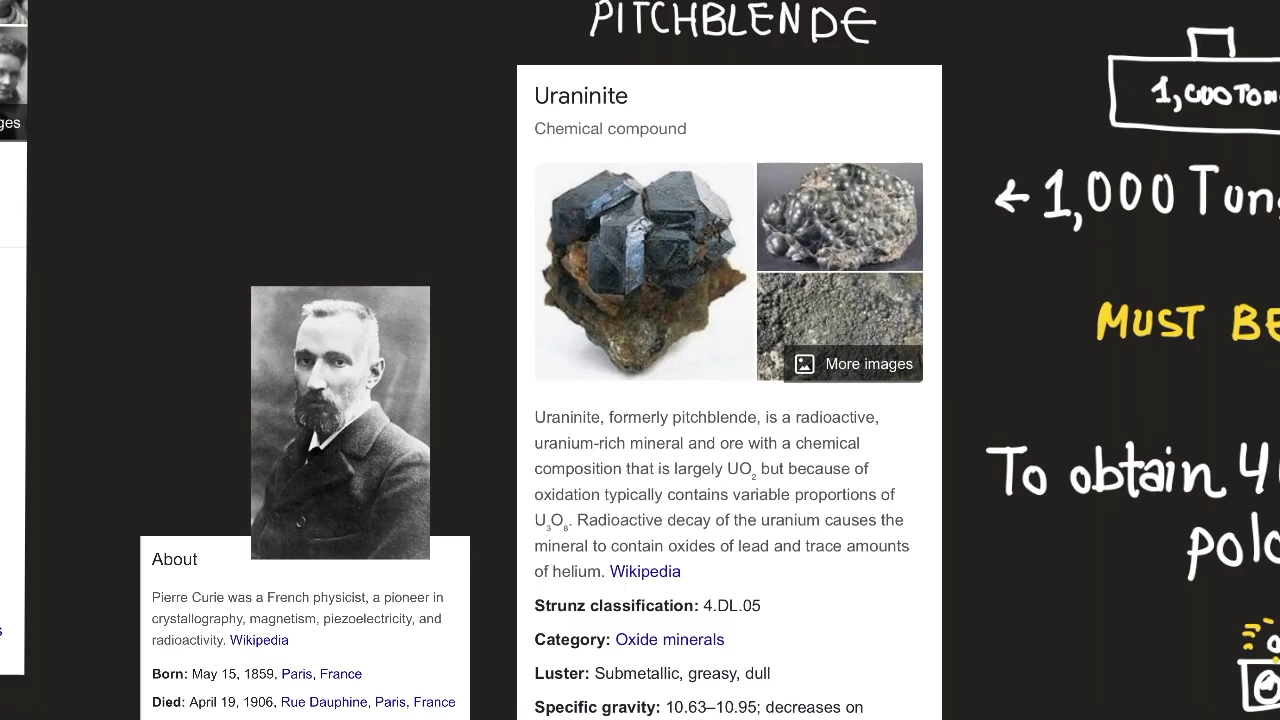 PITCHBLENDE
Uraninite
Chemical compound
More images
Uraninite, formerly pitchblende, is a radioactive,
uranium-rich mineral and ore with a chemical
composition that is largely UO₂ but because of
oxidation typically contains variable proportions of
U₃O₈. Radioactive decay of the uranium causes the
mineral to contain oxides of lead and trace amounts
of helium. Wikipedia
Strunz classification: 4.DL.05
Category: Oxide minerals
Luster: Submetallic, greasy, dull
Specific gravity: 10.63–10.95; decreases on
About
Pierre Curie was a French physicist, a pioneer in
crystallography, magnetism, piezoelectricity, and
radioactivity. Wikipedia
Born: May 15, 1859, Paris, France
Died: April 19, 1906, Rue Dauphine, Paris, France
ges
s
1,000 TON
← 1,000 Tun
MUST BE
To obtain 4
polo